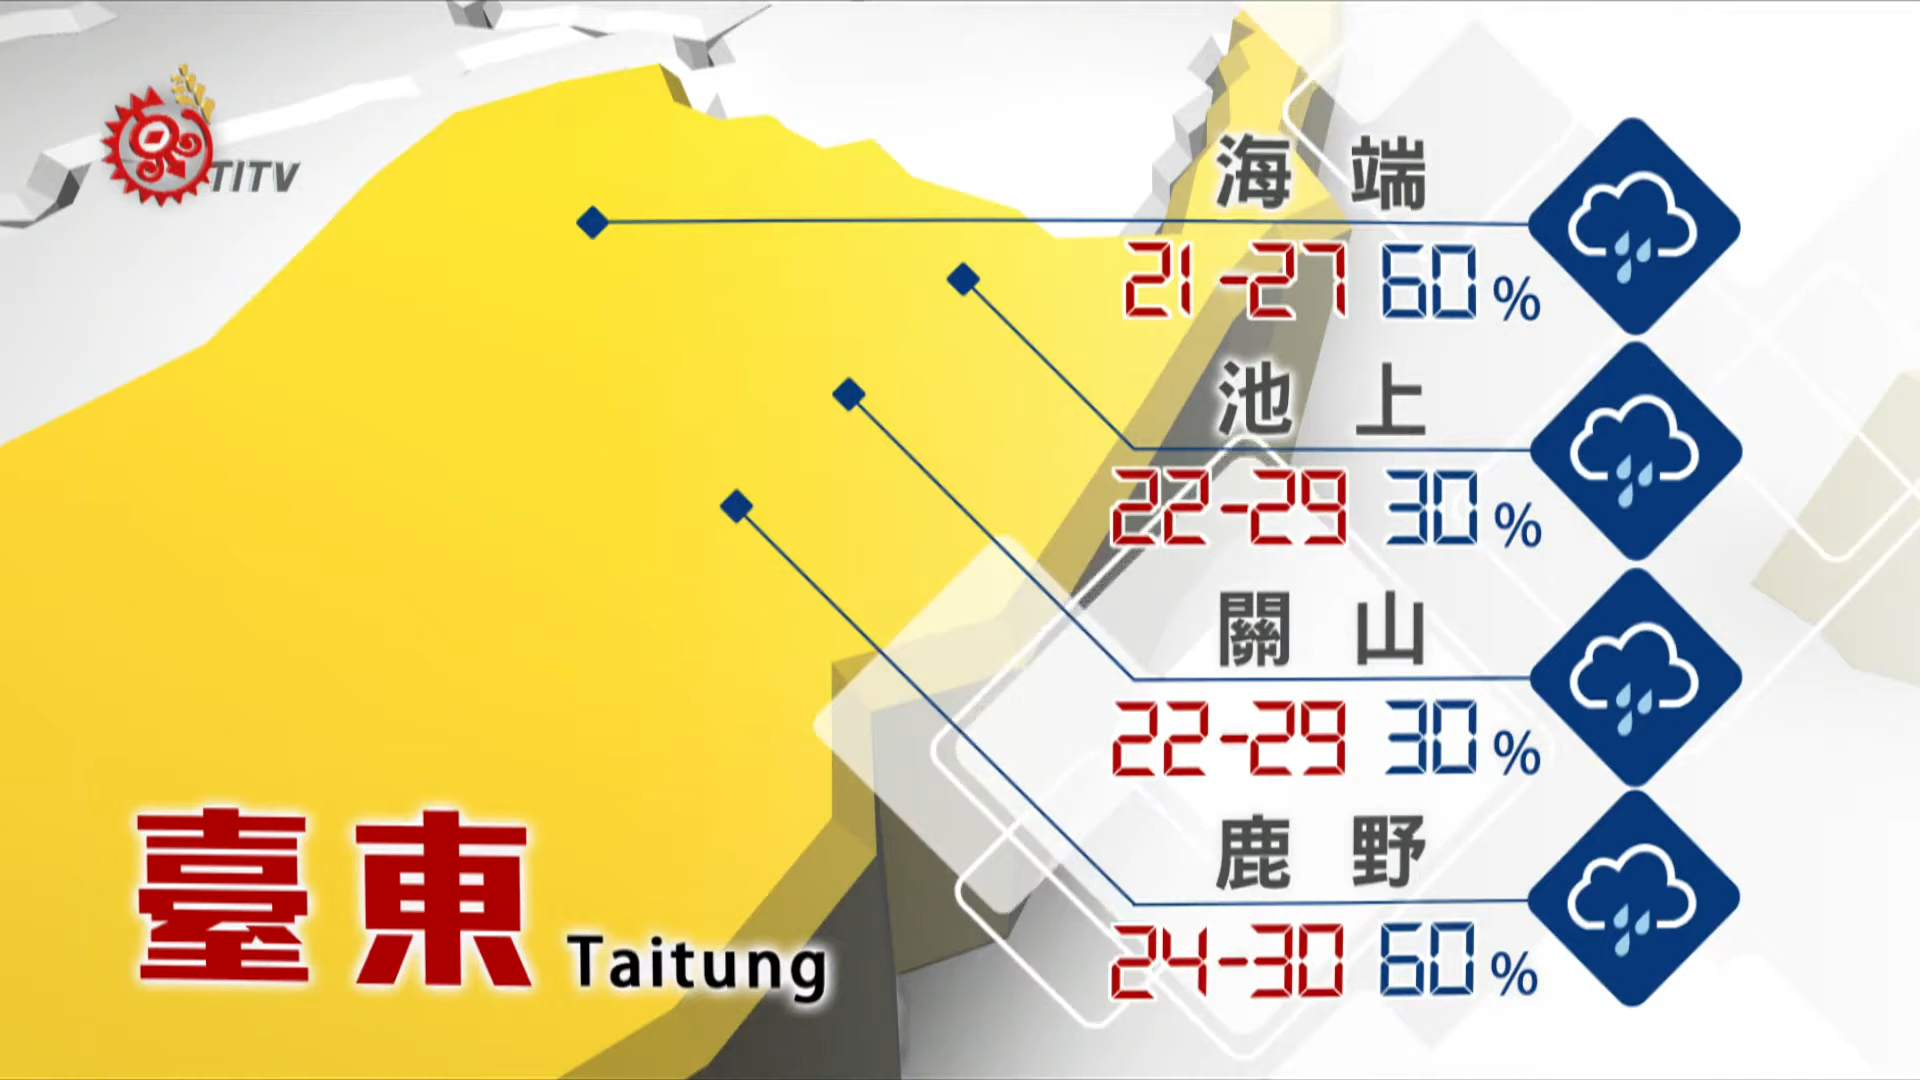 TITV
海端
21-27 60%
池上
22-29 30%
關山
22-29 30%
鹿野
24-30 60%
臺東 Taitung